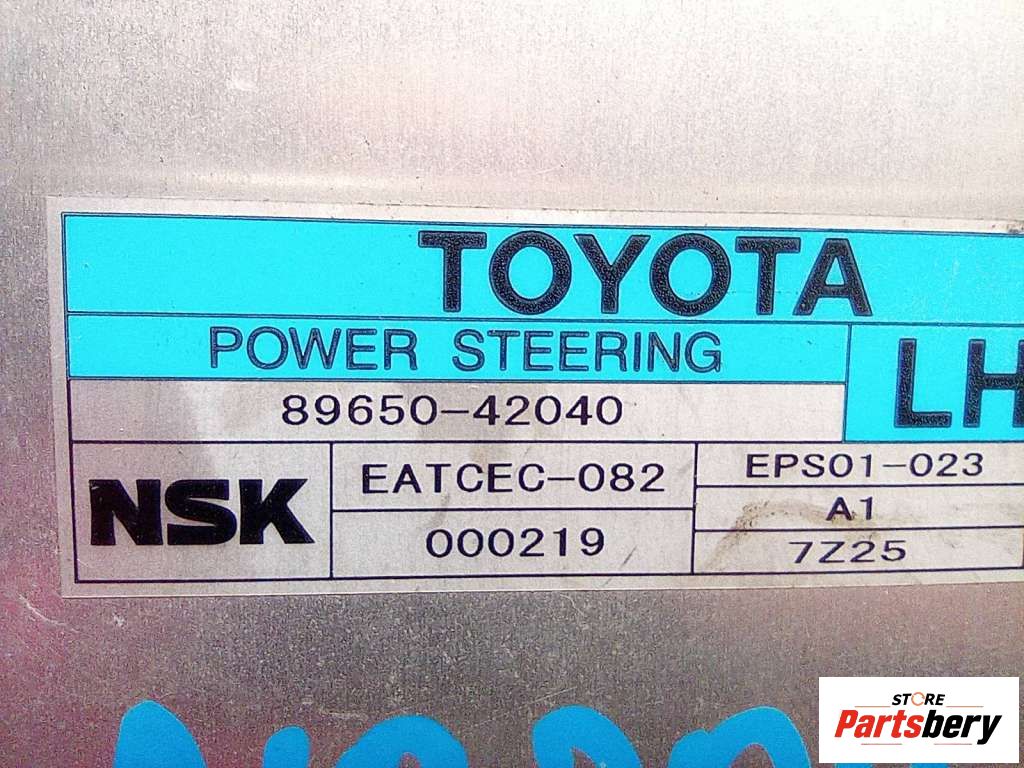 TOYOTA
POWER STEERING
LH
89650-42040
NSK
EATCEC-082
000219
EPS01-023
A1
7Z25
STORE
Partsbery